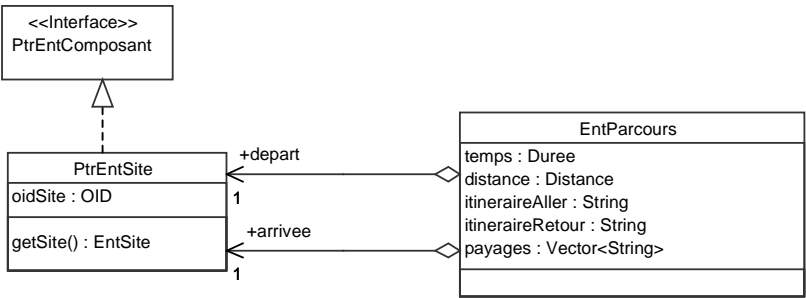 <<Interface>>
PtrEntComposant
PtrEntSite
oidSite : OID
getSite() : EntSite
+depart
1
+arrivee
1
EntParcours
temps : Duree
distance : Distance
itineraireAller : String
itineraireRetour : String
payages : Vector<String>